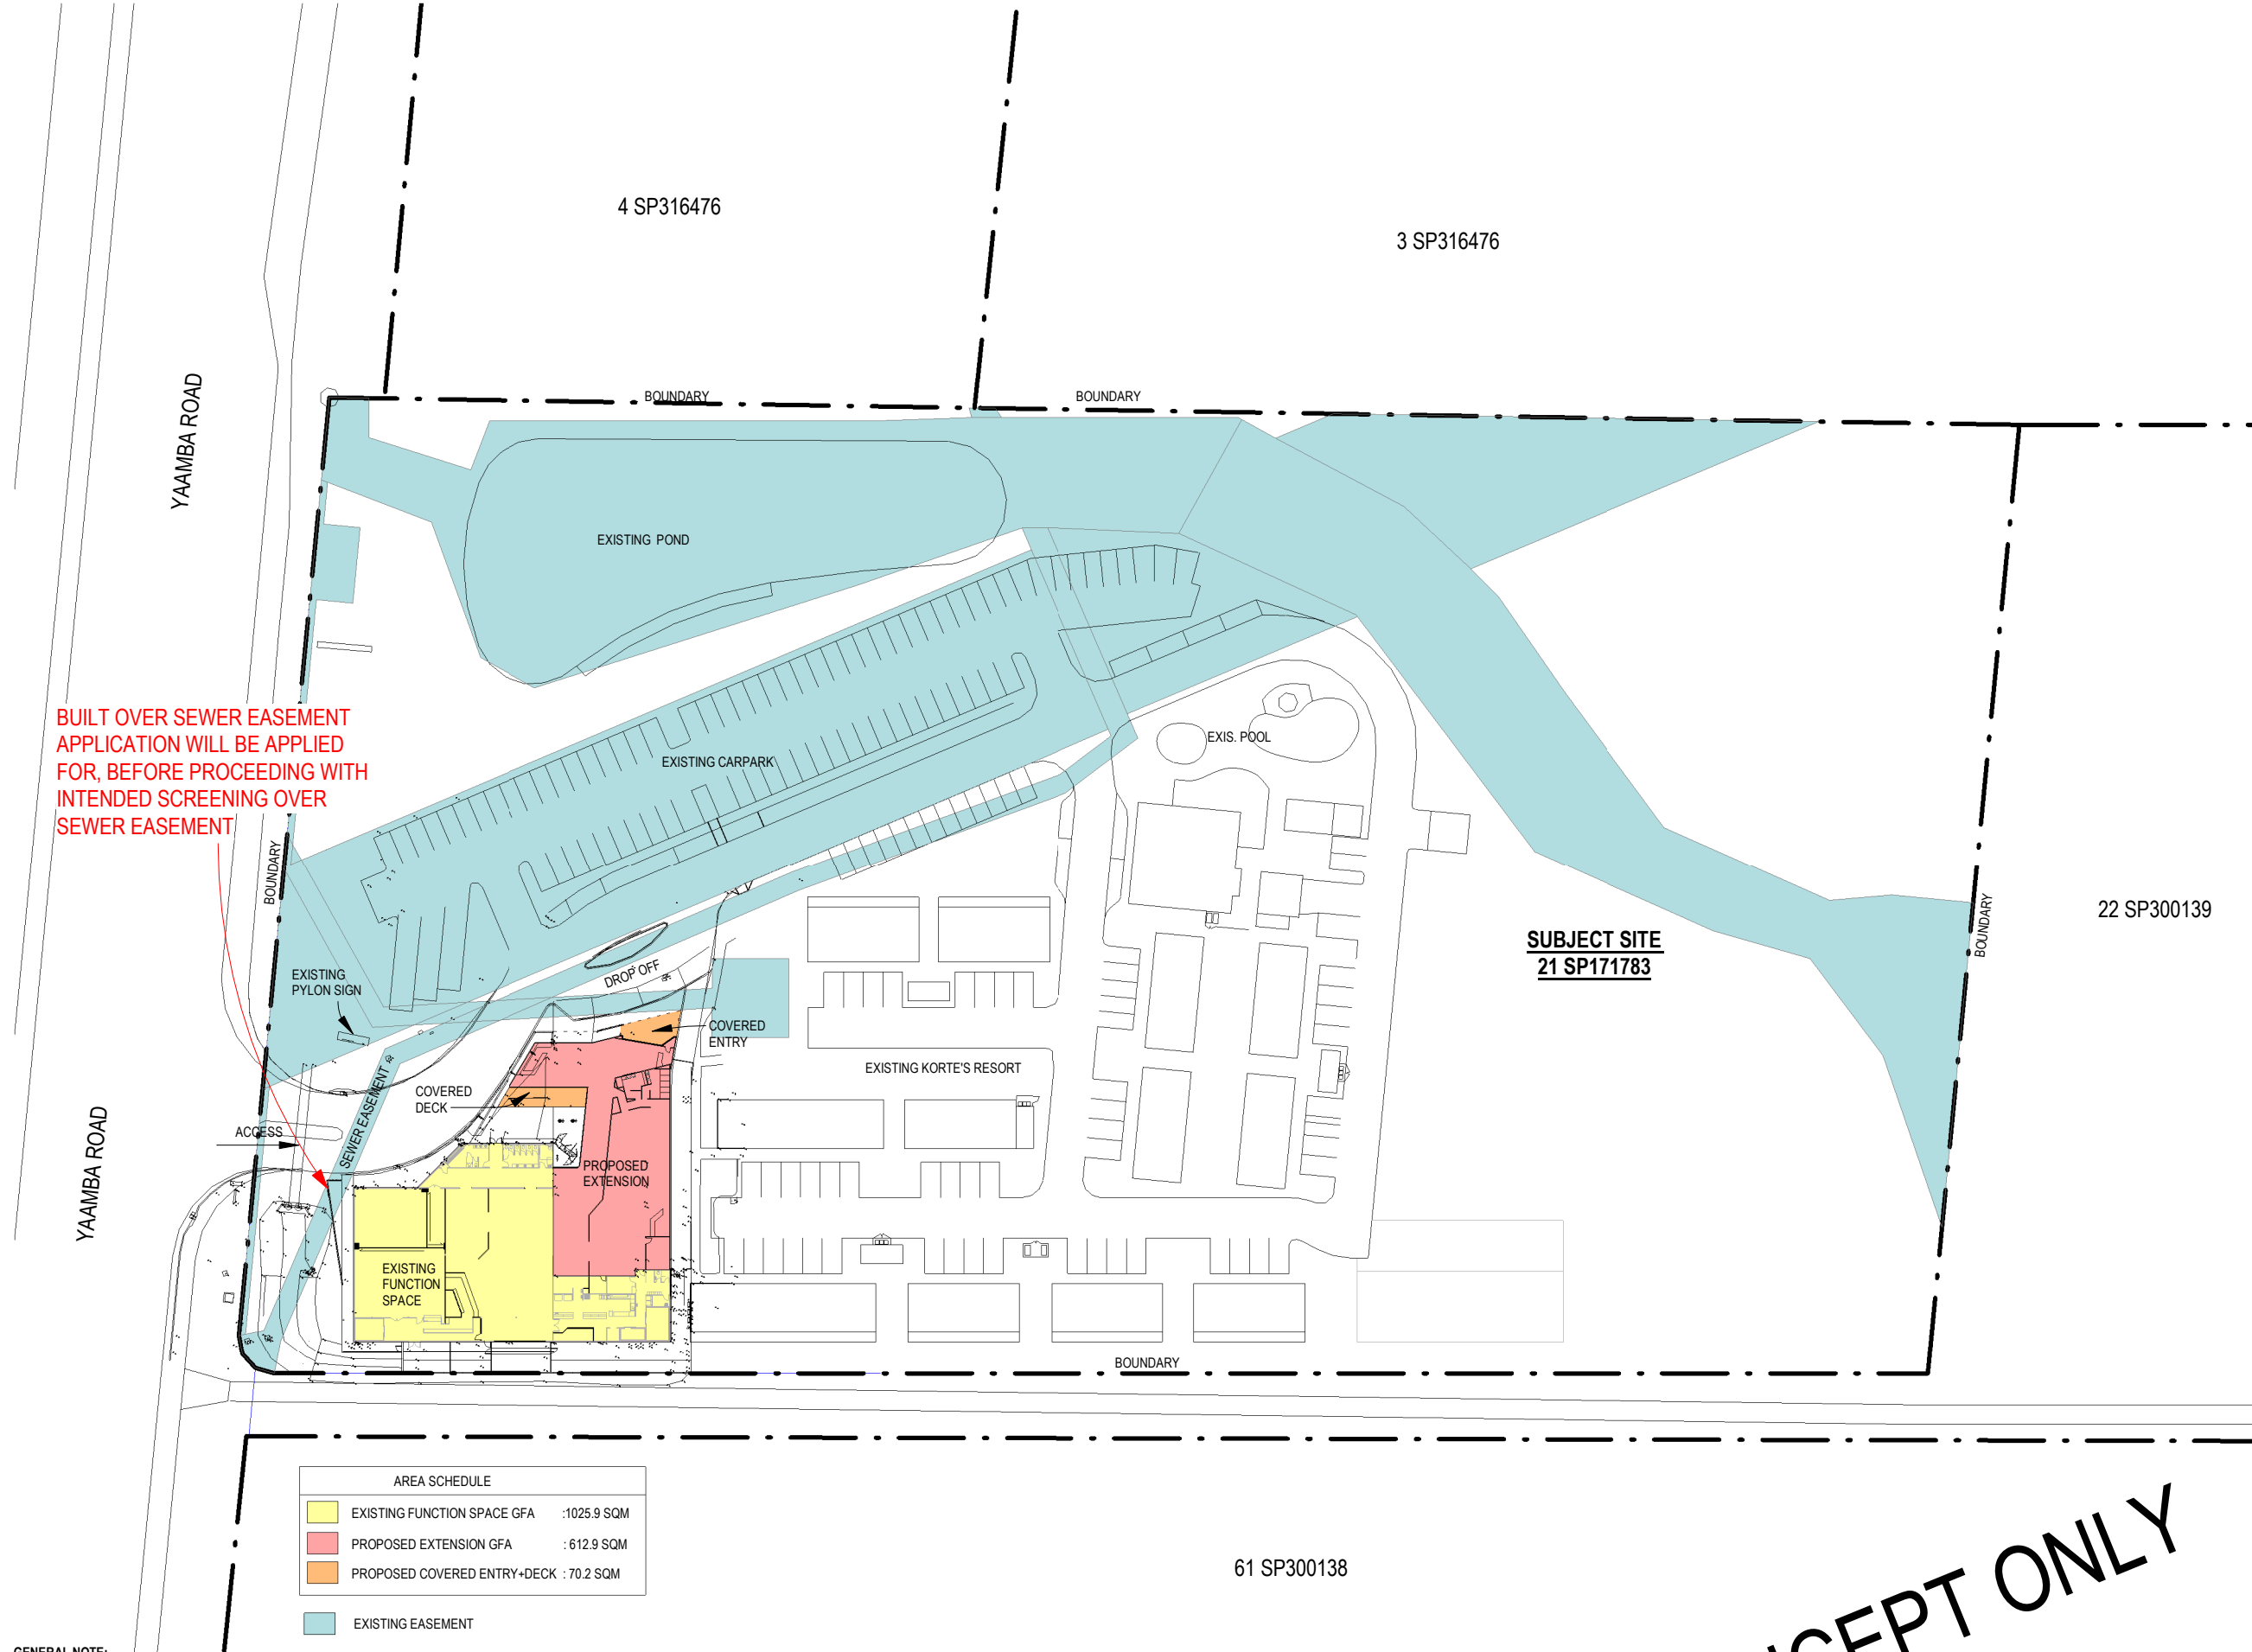 4 SP316476
3 SP316476
YAAMBA ROAD
BOUNDARY
BOUNDARY
EXISTING POND
BUILT OVER SEWER EASEMENT
APPLICATION WILL BE APPLIED
FOR, BEFORE PROCEEDING WITH
INTENDED SCREENING OVER
SEWER EASEMENT
EXISTING CARPARK
EXIS. POOL
BOUNDARY
22 SP300139
BOUNDARY
SUBJECT SITE
21 SP171783
EXISTING
PYLON SIGN
DROP OFF
COVERED
ENTRY
EXISTING KORTE'S RESORT
COVERED
DECK
SEWER EASEMENT
ACCESS
YAAMBA ROAD
PROPOSED
EXTENSION
EXISTING
FUNCTION
SPACE
BOUNDARY
AREA SCHEDULE
EXISTING FUNCTION SPACE GFA :1025.9 SQM
PROPOSED EXTENSION GFA : 612.9 SQM
PROPOSED COVERED ENTRY+DECK : 70.2 SQM
EXISTING EASEMENT
61 SP300138
CEPT ONLY
GENERAL NOTE: